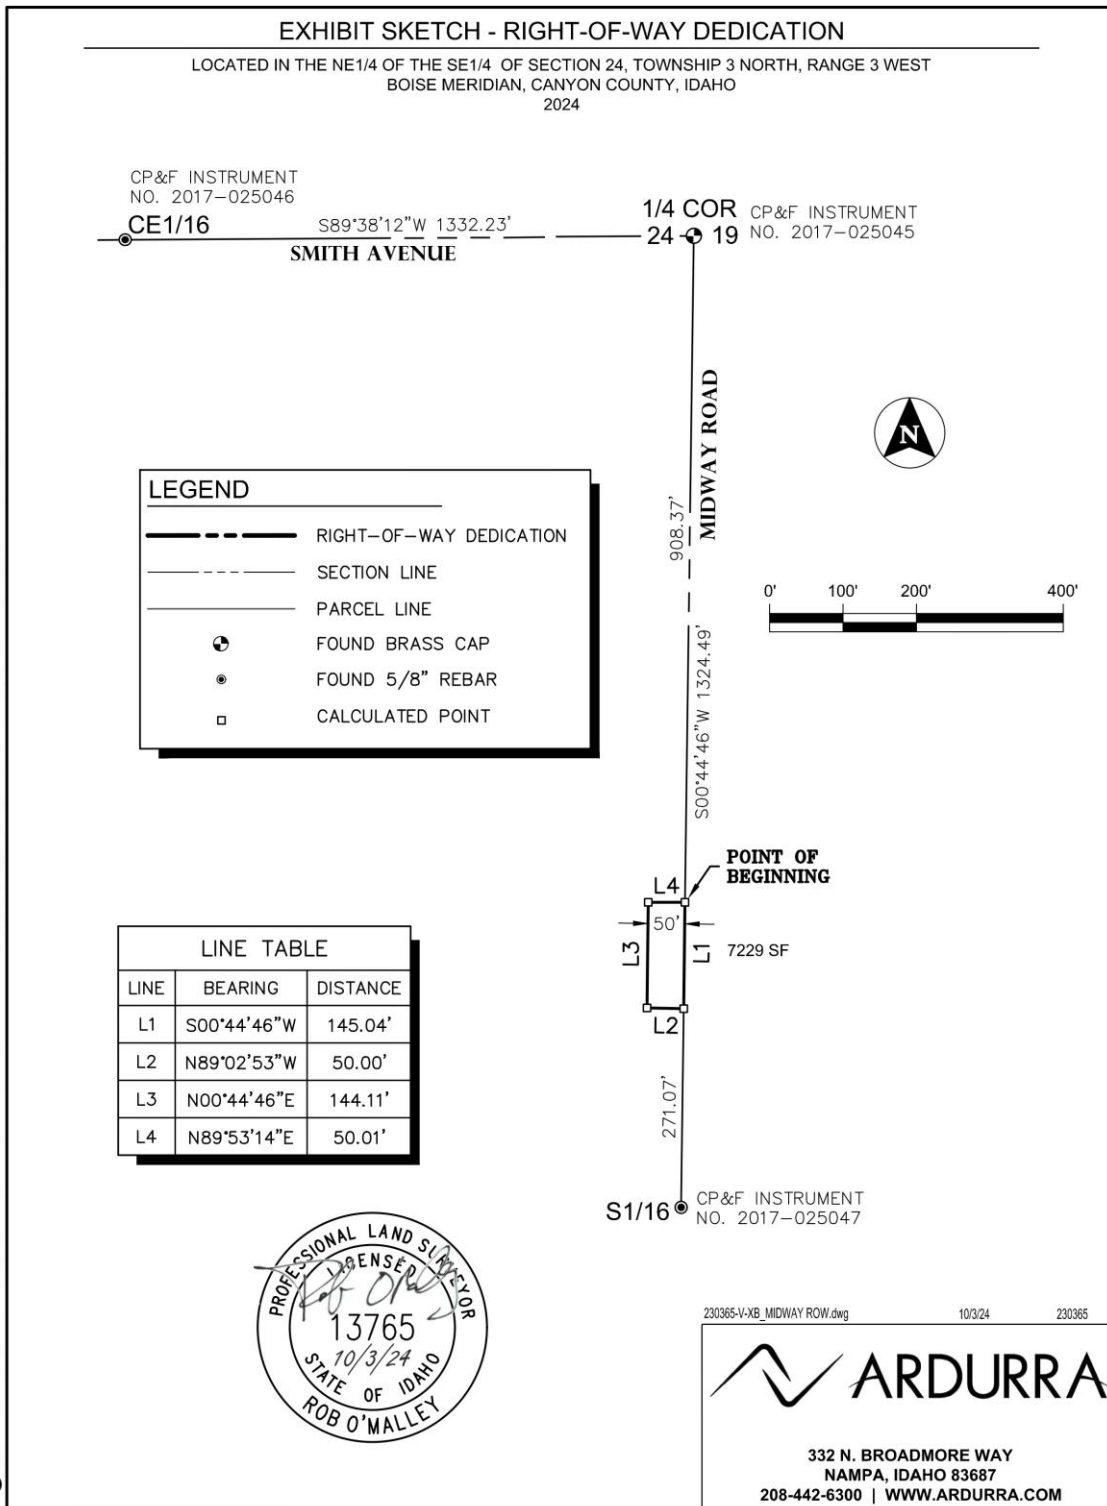 EXHIBIT SKETCH - RIGHT-OF-WAY DEDICATION
LOCATED IN THE NE1/4 OF THE SE1/4 OF SECTION 24, TOWNSHIP 3 NORTH, RANGE 3 WEST
BOISE MERIDIAN, CANYON COUNTY, IDAHO
2024
CP&F INSTRUMENT
NO. 2017-025046
CE1/16
S89°38'12"W 1332.23'
SMITH AVENUE
1/4 COR
24 19
CP&F INSTRUMENT
NO. 2017-025045
MIDWAY ROAD
908.37'
S00°44'46"W 1324.49'
N
0' 100' 200' 400'
LEGEND
RIGHT-OF-WAY DEDICATION
SECTION LINE
PARCEL LINE
FOUND BRASS CAP
FOUND 5/8" REBAR
CALCULATED POINT
POINT OF
BEGINNING
L4
50'
L3
L1
7229 SF
L2
271.07'
S1/16
CP&F INSTRUMENT
NO. 2017-025047
LINE TABLE
LINE BEARING DISTANCE
L1 S00°44'46"W 145.04'
L2 N89°02'53"W 50.00'
L3 N00°44'46"E 144.11'
L4 N89°53'14"E 50.01'
PROFESSIONAL LAND SURVEYOR
LICENSED
Rob O'Malley
13765
10/3/24
STATE OF IDAHO
ROB O'MALLEY
230365-V-XB_MIDWAY ROW.dwg 10/3/24 230365
ARDURRA
332 N. BROADMORE WAY
NAMPA, IDAHO 83687
208-442-6300 | WWW.ARDURRA.COM